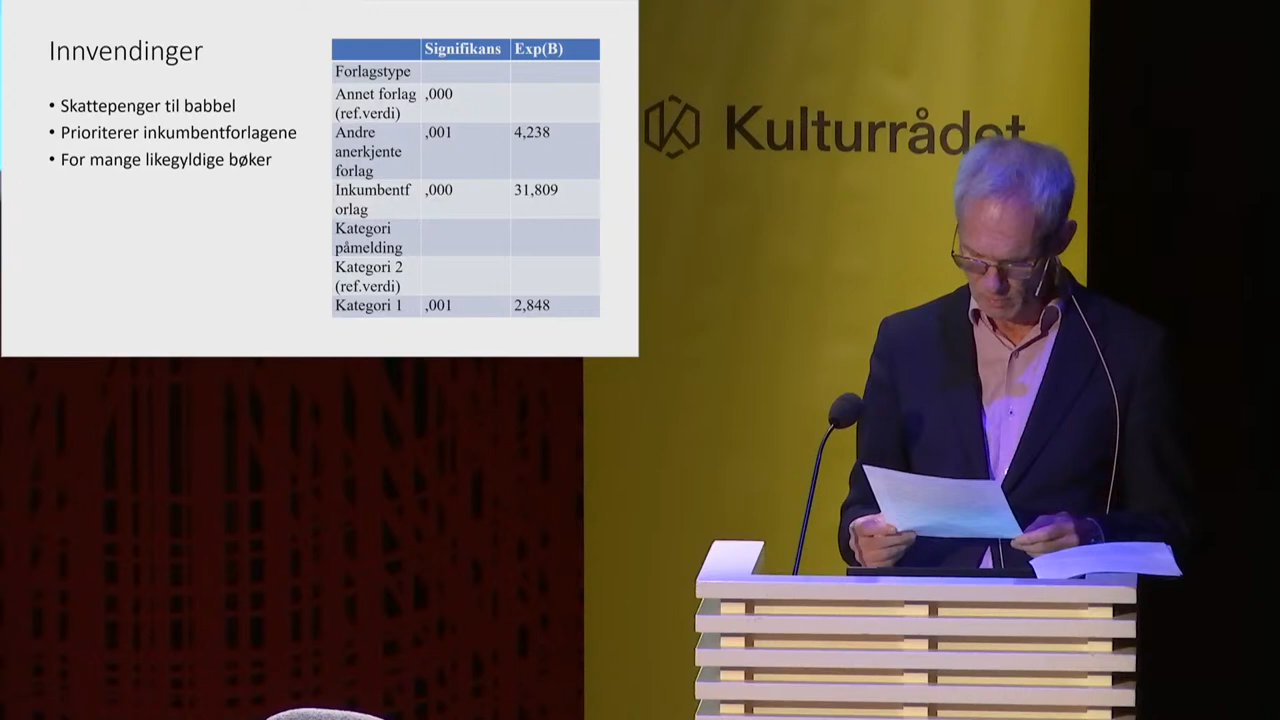 Innvendinger
• Skattepenger til babbel
• Prioriterer inkumbentforlagene
• For mange likegyldige bøker
Signifikans Exp(B)
Forlagstype
Annet forlag ,000
(ref.verdi)
Andre ,001 4,238
anerkjente
forlag
Inkumbentf ,000 31,809
orlag
Kategori
påmelding
Kategori 2
(ref.verdi)
Kategori 1 ,001 2,848
Kulturrådet